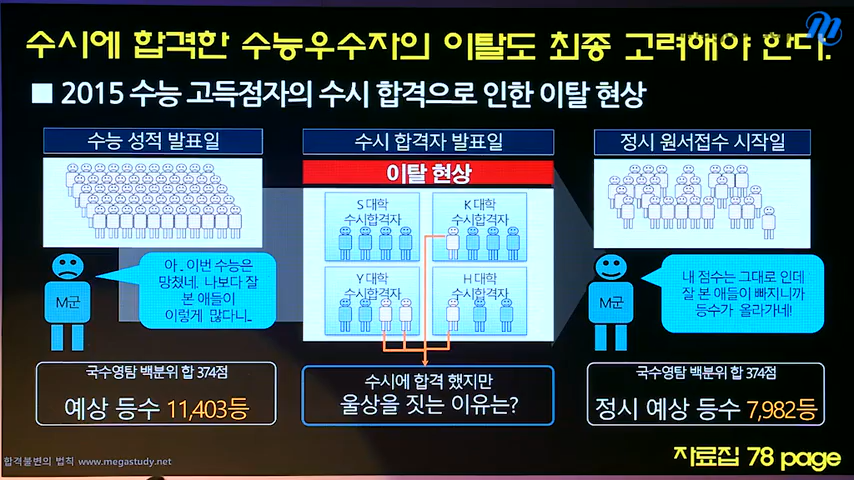 수시에 합격한 수능우수자의 이탈도 최종 고려해야 한다.
■ 2015 수능 고득점자의 수시 합격으로 인한 이탈 현상
수능 성적 발표일
수시 합격자 발표일
정시 원서접수 시작일
이탈 현상
S 대학
수시합격자
K 대학
수시합격자
Y 대학
수시합격자
H 대학
수시합격자
M군
아_이번 수능은
망쳤네. 나보다 잘
본 애들이
이렇게 많다니_
M군
내 점수는 그대로 인데
잘 본 애들이 빠지니까
등수가 올라가네!
국수영탐 백분위 합 374점
예상 등수 11,403등
수시에 합격 했지만
울상을 짓는 이유는?
국수영탐 백분위 합 374점
정시 예상 등수 7,982등
자료집 78 page
합격불변의 법칙 www.megastudy.net